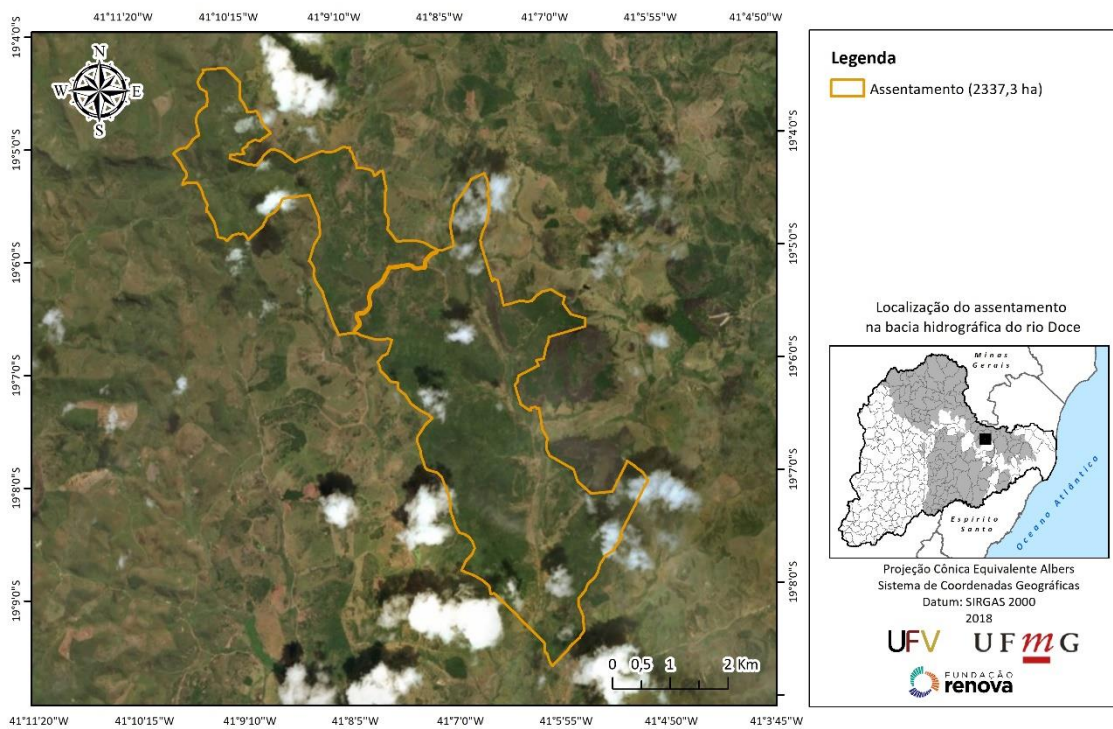 41°11'20"W 41°10'15"W 41°9'10"W 41°8'5"W 41°7'0"W 41°5'55"W 41°4'50"W
19°4'0"S
19°5'0"S
19°6'0"S
19°7'0"S
19°8'0"S
19°9'0"S
N
W E
S
19°4'0"S
19°5'0"S
19°6'0"S
19°7'0"S
19°8'0"S
0 0,5 1 2 Km
41°11'20"W 41°10'15"W 41°9'10"W 41°8'5"W 41°7'0"W 41°5'55"W 41°4'50"W 41°3'45"W
Legenda
Assentamento (2337,3 ha)
Localização do assentamento
na bacia hidrográfica do rio Doce
Minas
Gerais
Espírito
Santo
Oceano Atlântico
Projeção Cônica Equivalente Albers
Sistema de Coordenadas Geográficas
Datum: SIRGAS 2000
2018
UFV UFmG
FUNDAÇÃO
renova